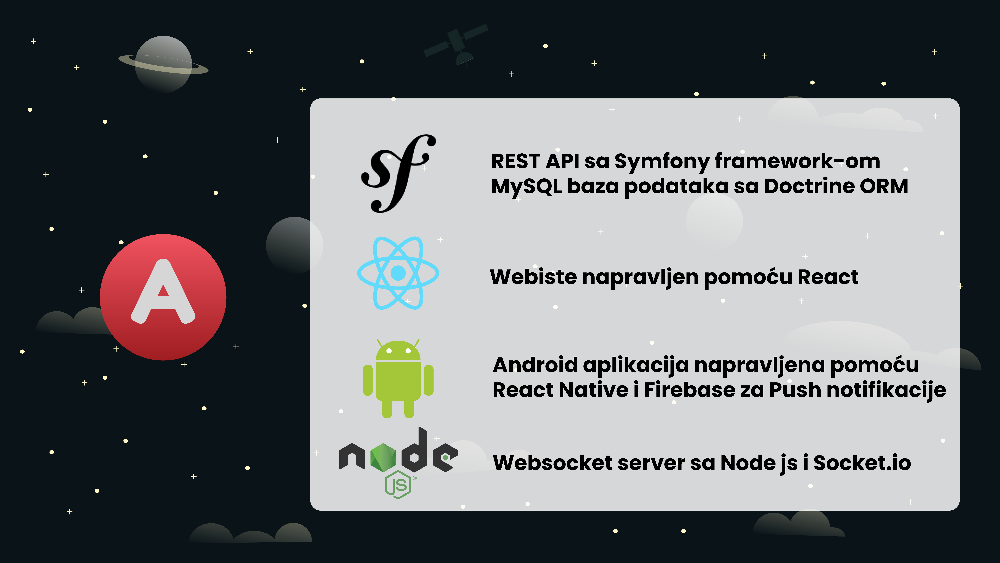 REST API sa Symfony framework-om
MySQL baza podataka sa Doctrine ORM
A
Webiste napravljen pomoću React
Android aplikacija napravljena pomoću
React Native i Firebase za Push notifikacije
node
JS®
Websocket server sa Node js i Socket.io